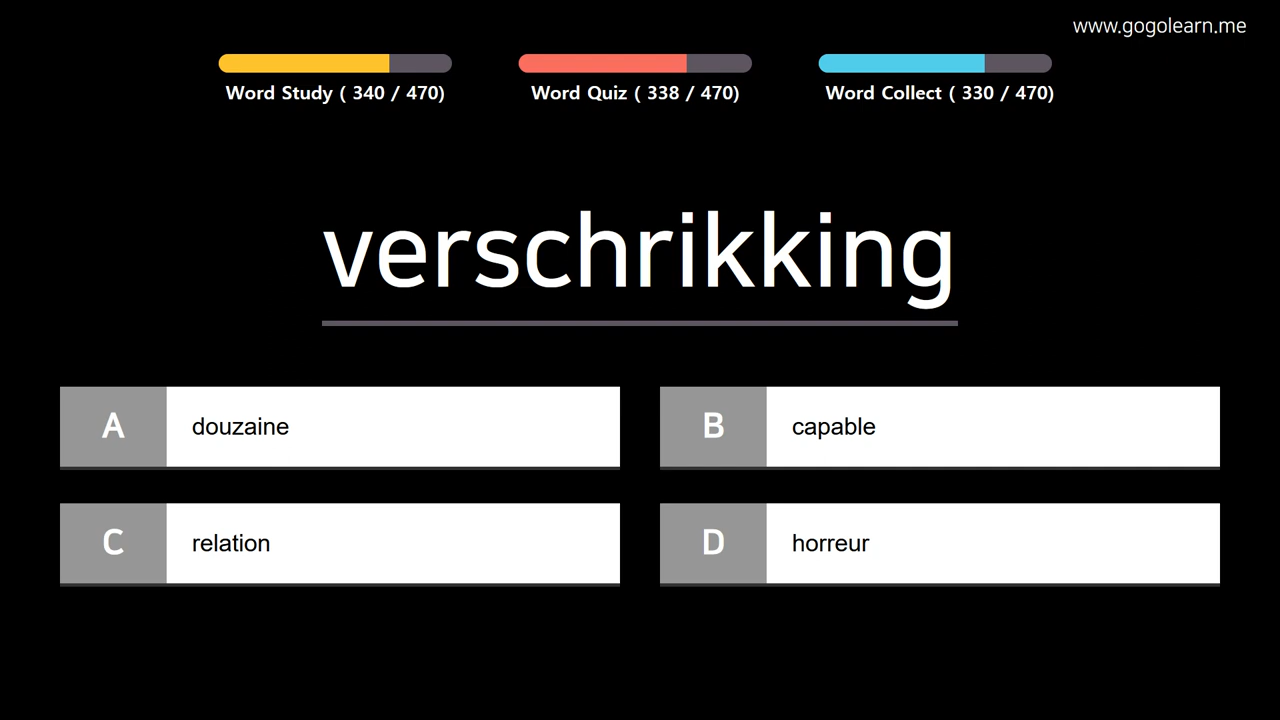 www.gogolearn.me
Word Study ( 340 / 470)
Word Quiz ( 338 / 470)
Word Collect ( 330 / 470)
verschrikking
A douzaine
B capable
C relation
D horreur